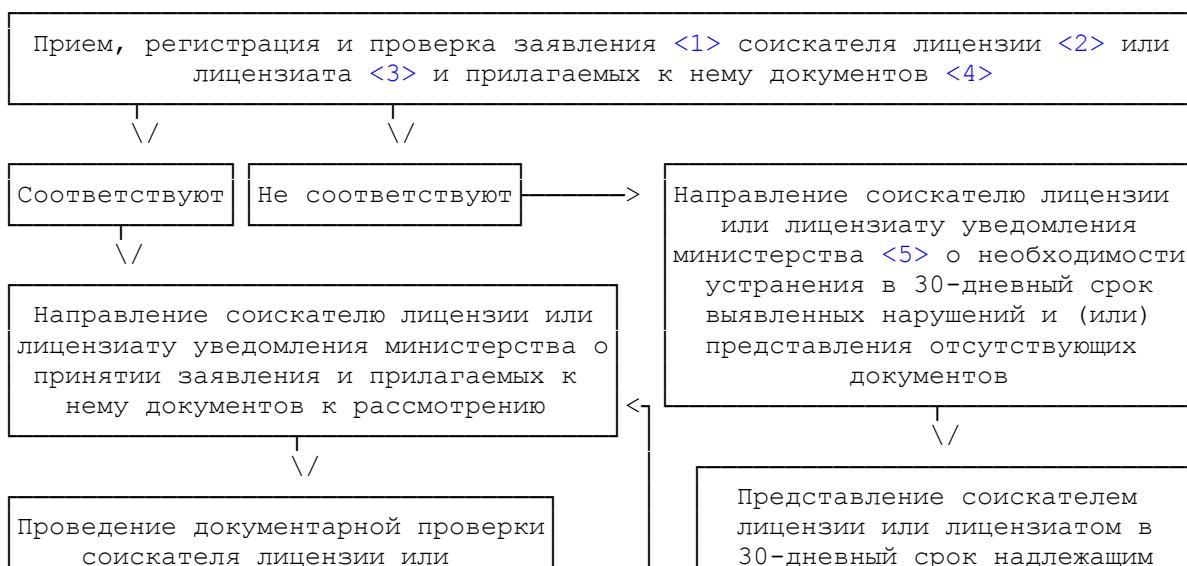 Прием, регистрация и проверка заявления <1> соискателя лицензии <2> или
лицензиата <3> и прилагаемых к нему документов <4>
Соответствуют
Не соответствуют
Направление соискателю лицензии
или лицензиату уведомления
министерства <5> о необходимости
устранения в 30-дневный срок
выявленных нарушений и (или)
представления отсутствующих
документов
Направление соискателю лицензии или
лицензиату уведомления министерства о
принятии заявления и прилагаемых к
нему документов к рассмотрению
Представление соискателем
лицензии или лицензиатом в
30-дневный срок надлежащим
Проведение документарной проверки
соискателя лицензии или